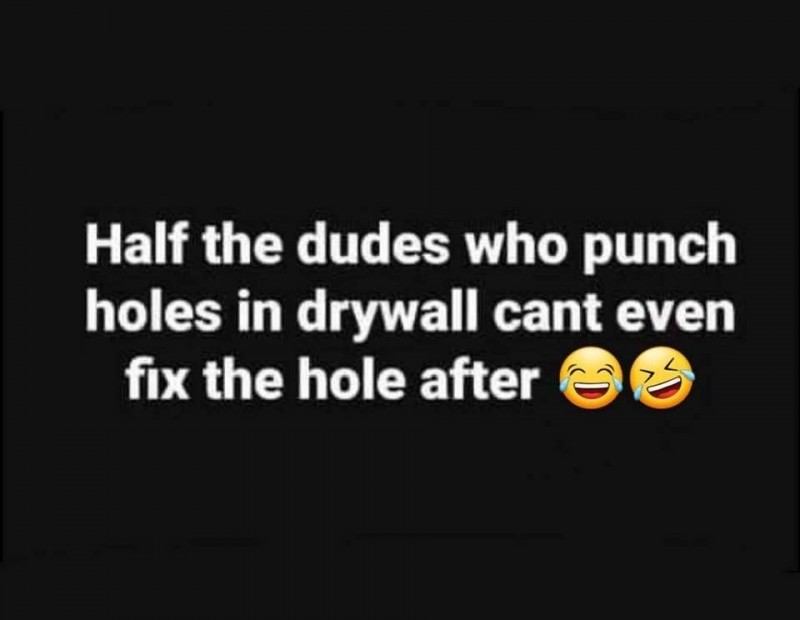 Half the dudes who punch
holes in drywall cant even
fix the hole after 😂🤣